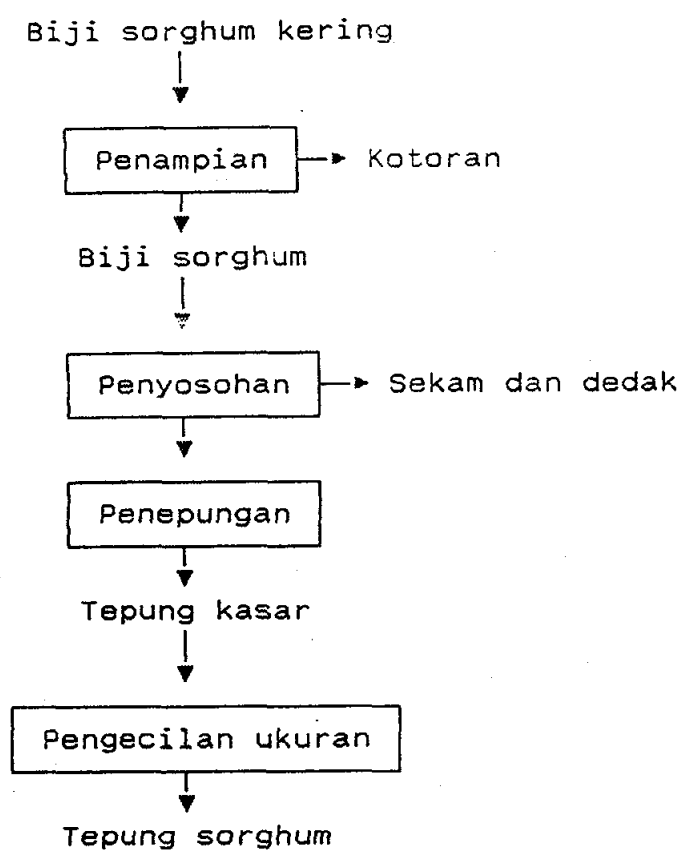 Biji sorghum kering
Penampian
Kotoran
Biji sorghum
Penyosohan
Sekam dan dedak
Penepungan
Tepung kasar
Pengecilan ukuran
Tepung sorghum